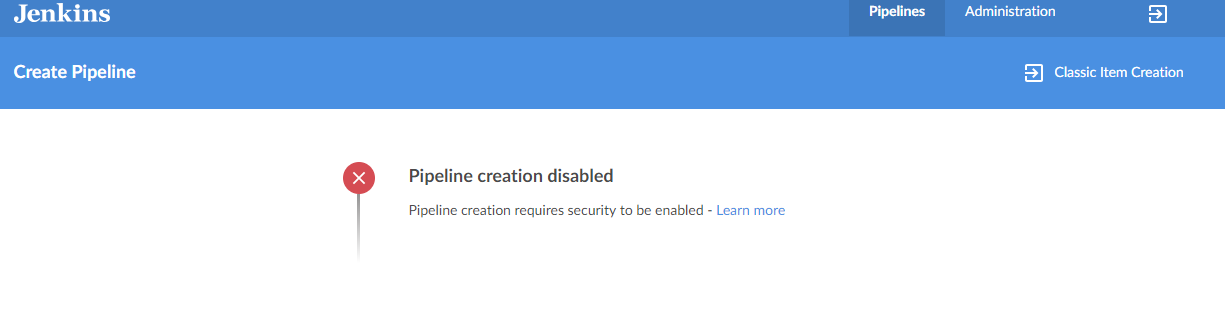 Jenkins
Pipelines
Administration
Create Pipeline
Classic Item Creation
Pipeline creation disabled
Pipeline creation requires security to be enabled - Learn more